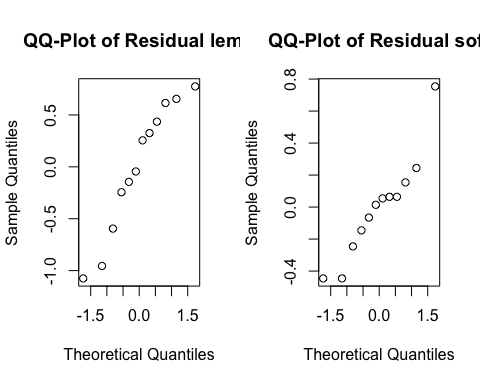 QQ-Plot of Residual lem
Sample Quantiles
0.5
0.0
-0.5
-1.0
-1.5 0.0 1.5
Theoretical Quantiles
QQ-Plot of Residual sof
Sample Quantiles
0.8
0.4
0.0
-0.4
-1.5 0.0 1.5
Theoretical Quantiles